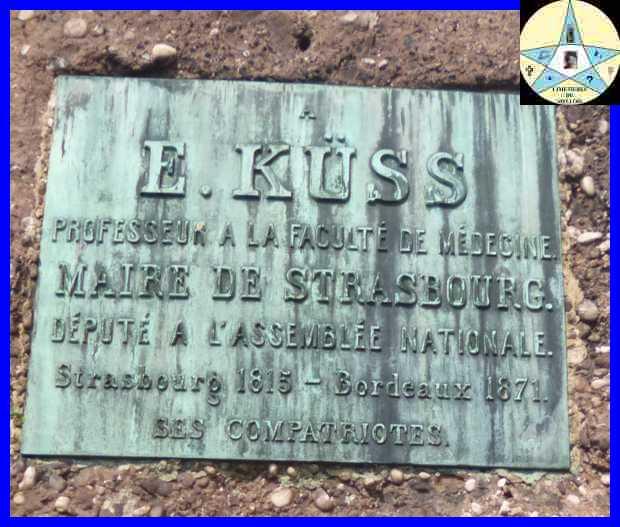 A
E. KÜSS
PROFESSEUR A LA FACULTÉ DE MÉDECINE.
MAIRE DE STRASBOURG.
DÉPUTÉ A L'ASSEMBLÉE NATIONALE.
Strasbourg 1815 - Bordeaux 1871.
SES COMPATRIOTES.